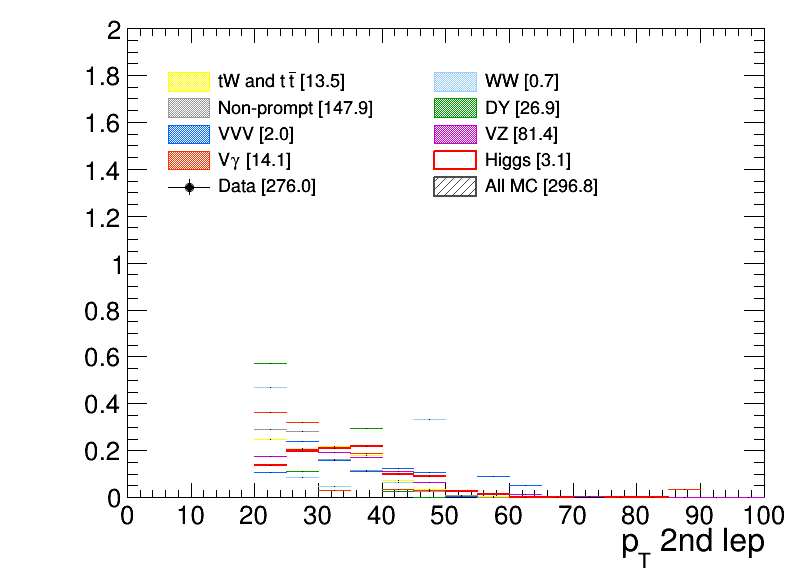 2
1.8
1.6
1.4
1.2
1
0.8
0.6
0.4
0.2
0
tW and t t̅ [13.5]
Non-prompt [147.9]
VVV [2.0]
Vγ [14.1]
Data [276.0]
WW [0.7]
DY [26.9]
VZ [81.4]
Higgs [3.1]
All MC [296.8]
0 10 20 30 40 50 60 70 80 90 100
p_T 2nd lep